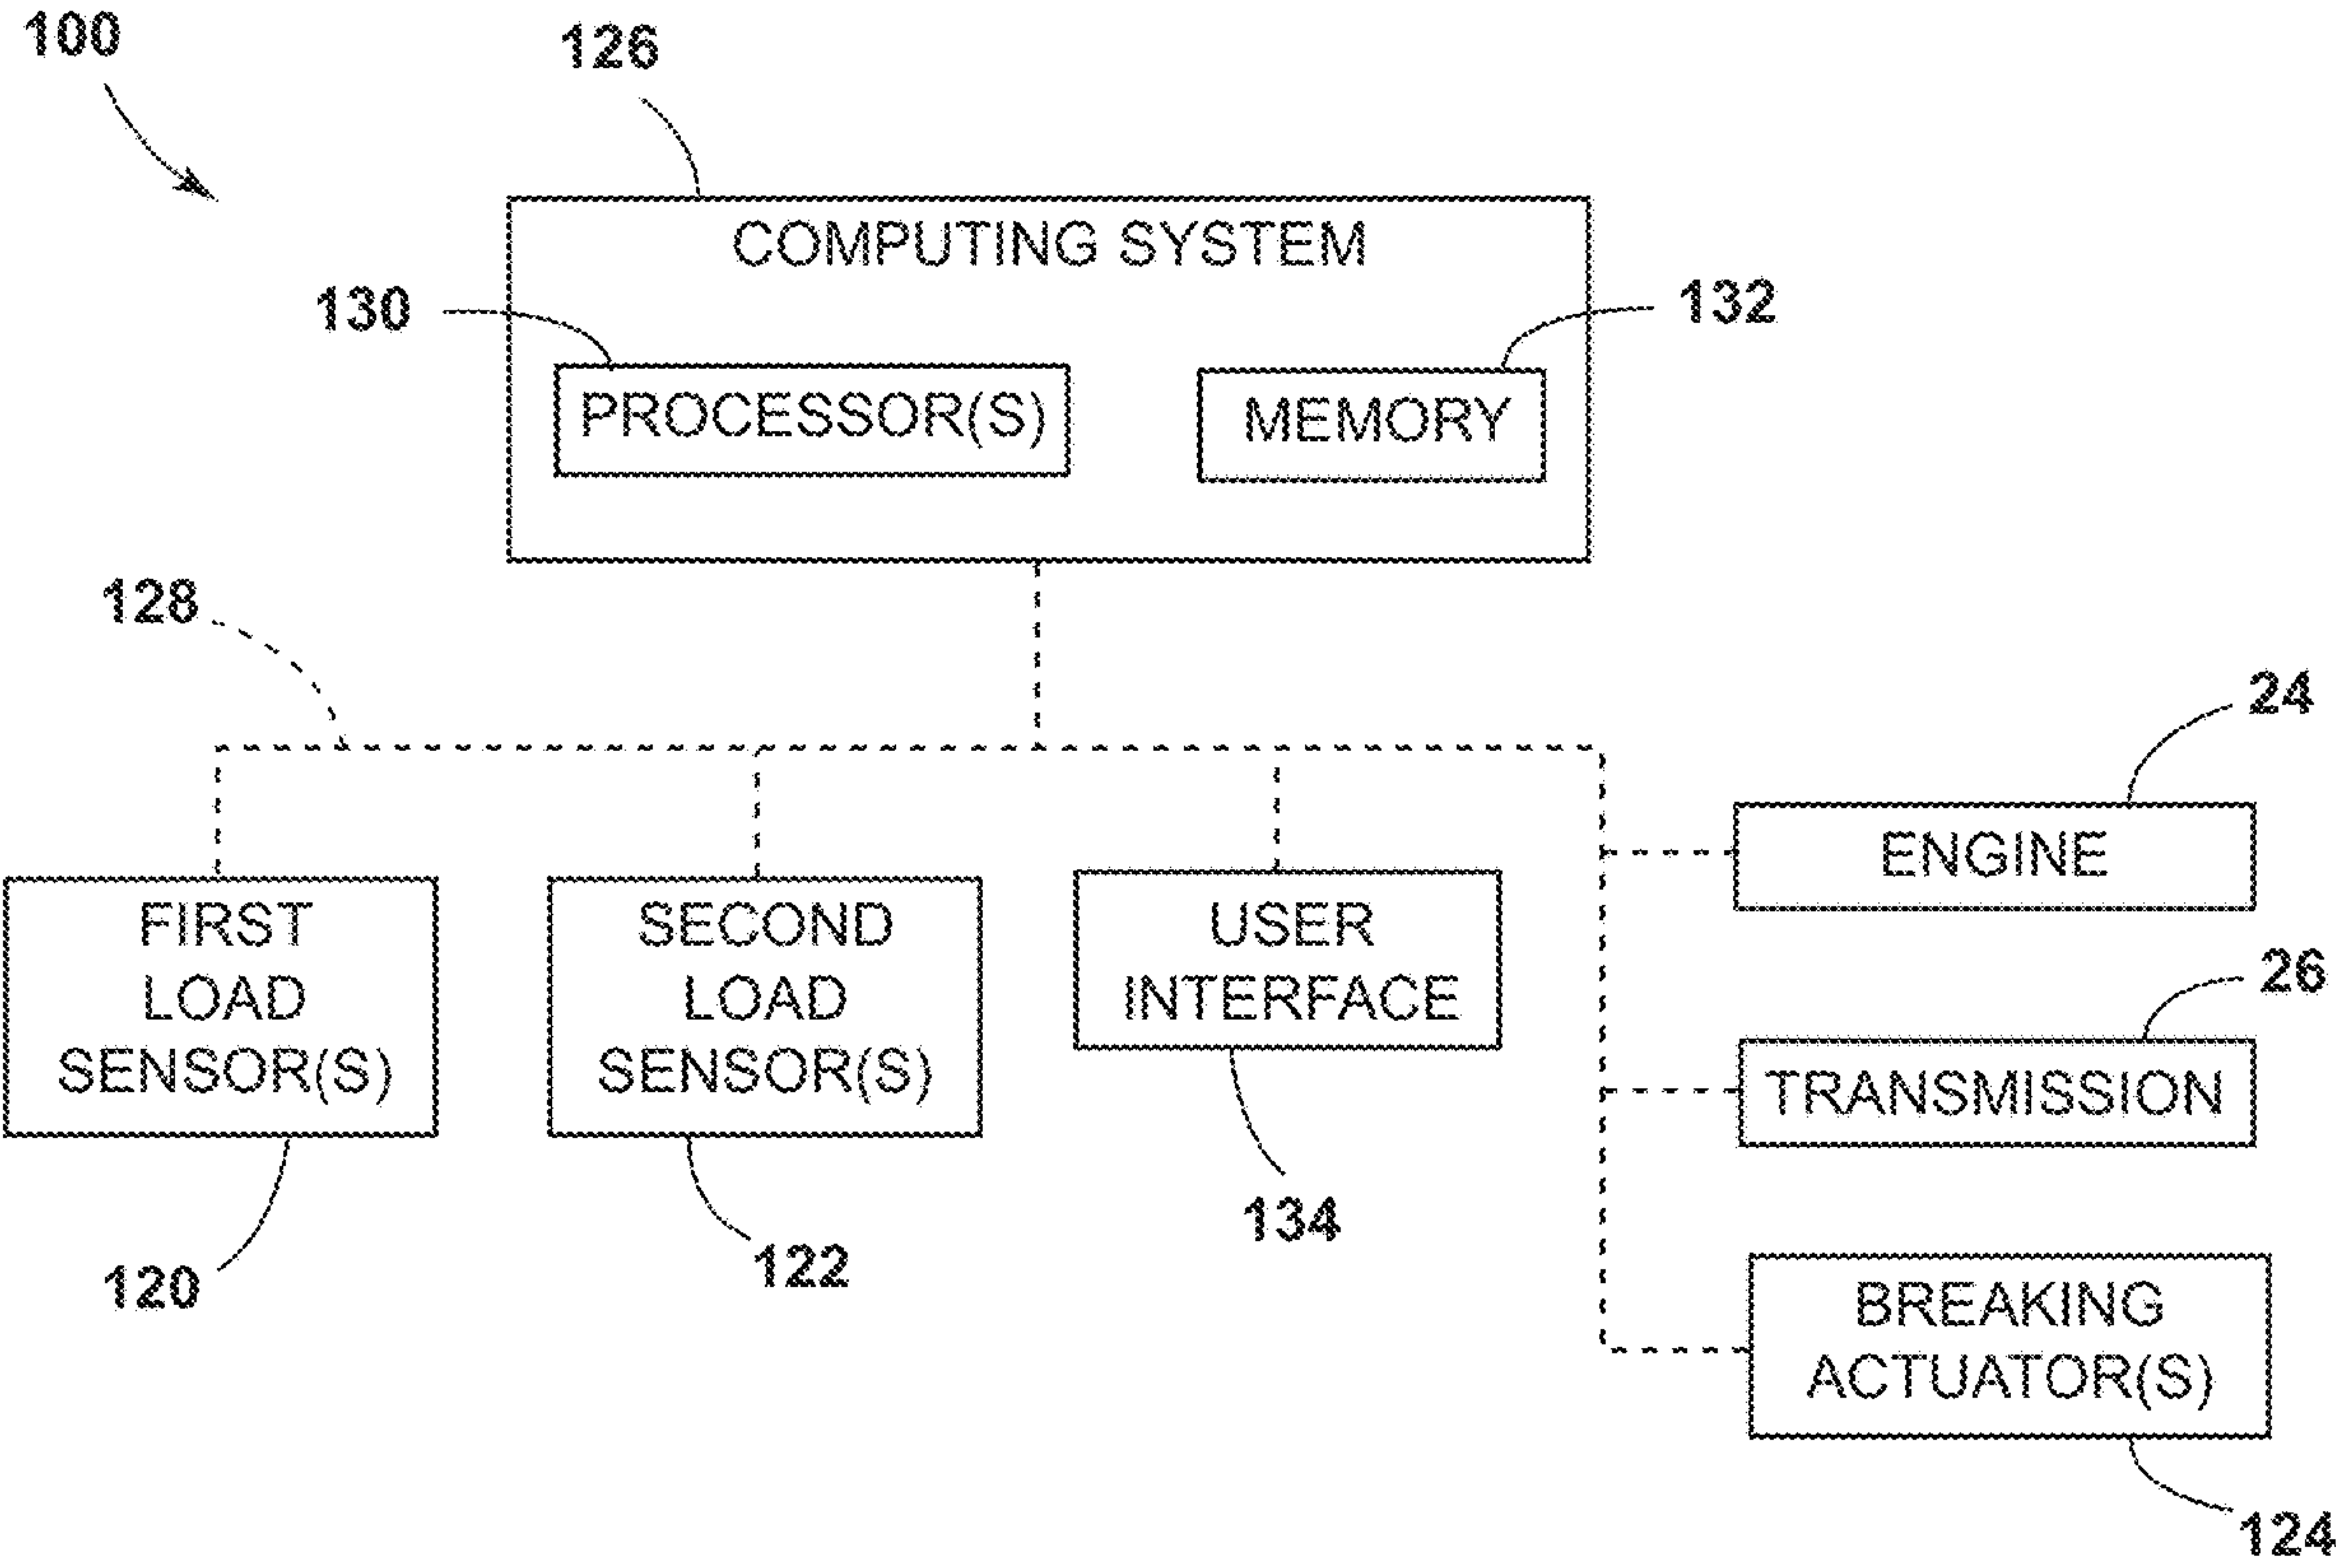 100
126
COMPUTING SYSTEM
130
132
PROCESSOR(S)
MEMORY
128
24
ENGINE
FIRST
LOAD
SENSOR(S)
SECOND
LOAD
SENSOR(S)
USER
INTERFACE
26
TRANSMISSION
134
122
120
BREAKING
ACTUATOR(S)
124